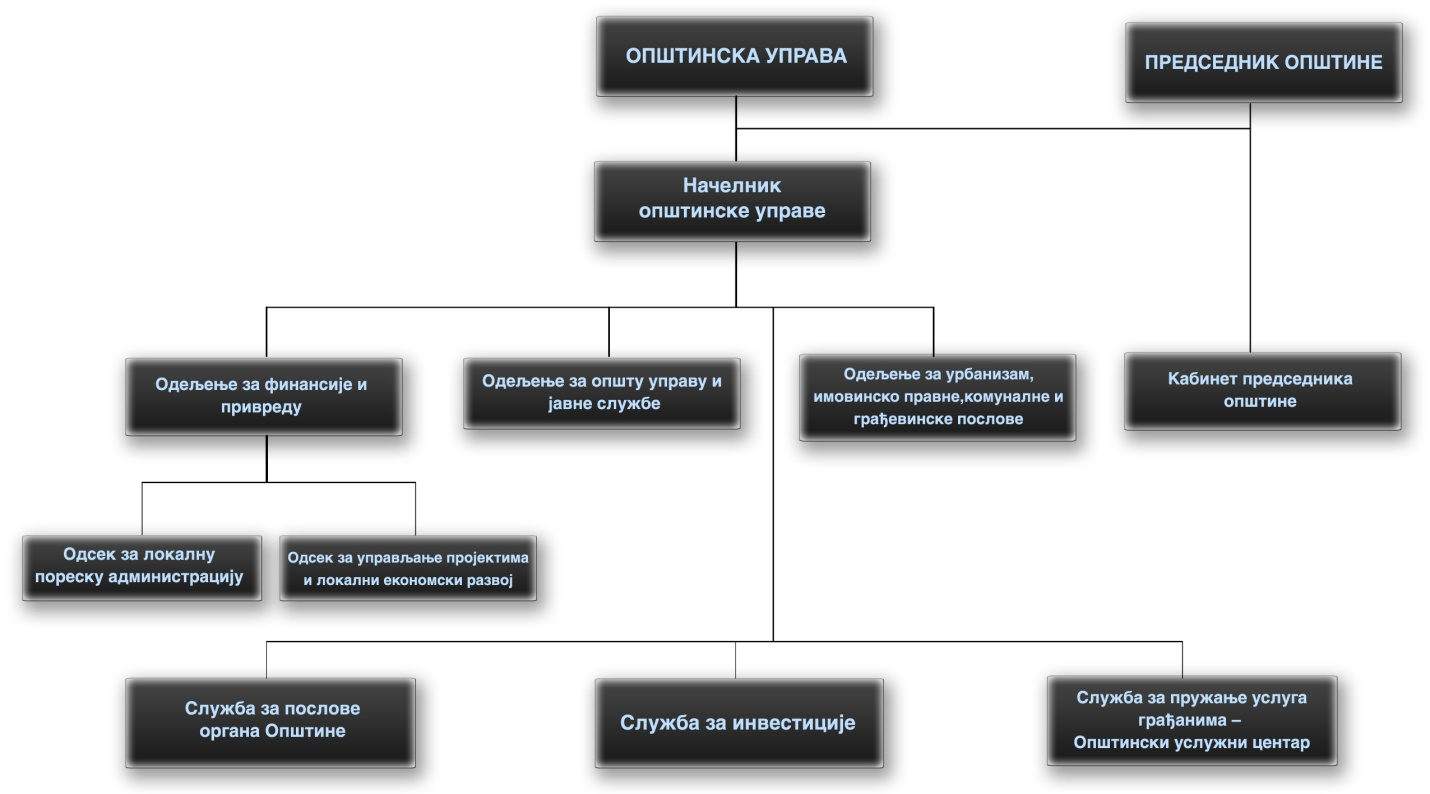 ОПШТИНСКА УПРАВА
ПРЕДСЕДНИК ОПШТИНЕ
Начелник
општинске управе
Одељење за финансије и
привреду
Одељење за општу управу и
јавне службе
Одељење за урбанизам,
имовинско правне,комуналне и
грађевинске послове
Кабинет председника
општине
Одсек за локалну
пореску администрацију
Одсек за управљање пројектима
и локални економски развој
Служба за послове
органа Општине
Служба за инвестиције
Служба за пружање услуга
грађанима –
Општински услужни центар